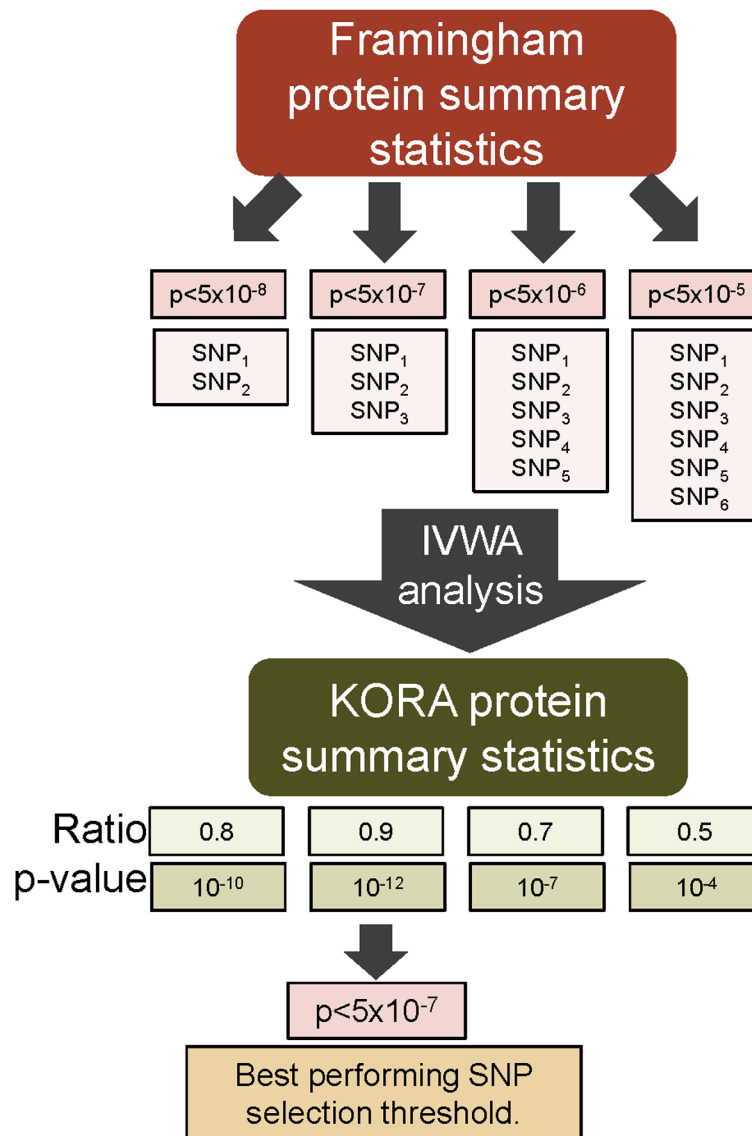 Framingham
protein summary
statistics
p<5x10⁻⁸ p<5x10⁻⁷ p<5x10⁻⁶ p<5x10⁻⁵
SNP₁
SNP₂
SNP₁
SNP₂
SNP₃
SNP₁
SNP₂
SNP₃
SNP₄
SNP₅
SNP₁
SNP₂
SNP₃
SNP₄
SNP₅
SNP₆
IVWA
analysis
KORA protein
summary statistics
Ratio 0.8 0.9 0.7 0.5
p-value 10⁻¹⁰ 10⁻¹² 10⁻⁷ 10⁻⁴
p<5x10⁻⁷
Best performing SNP
selection threshold.